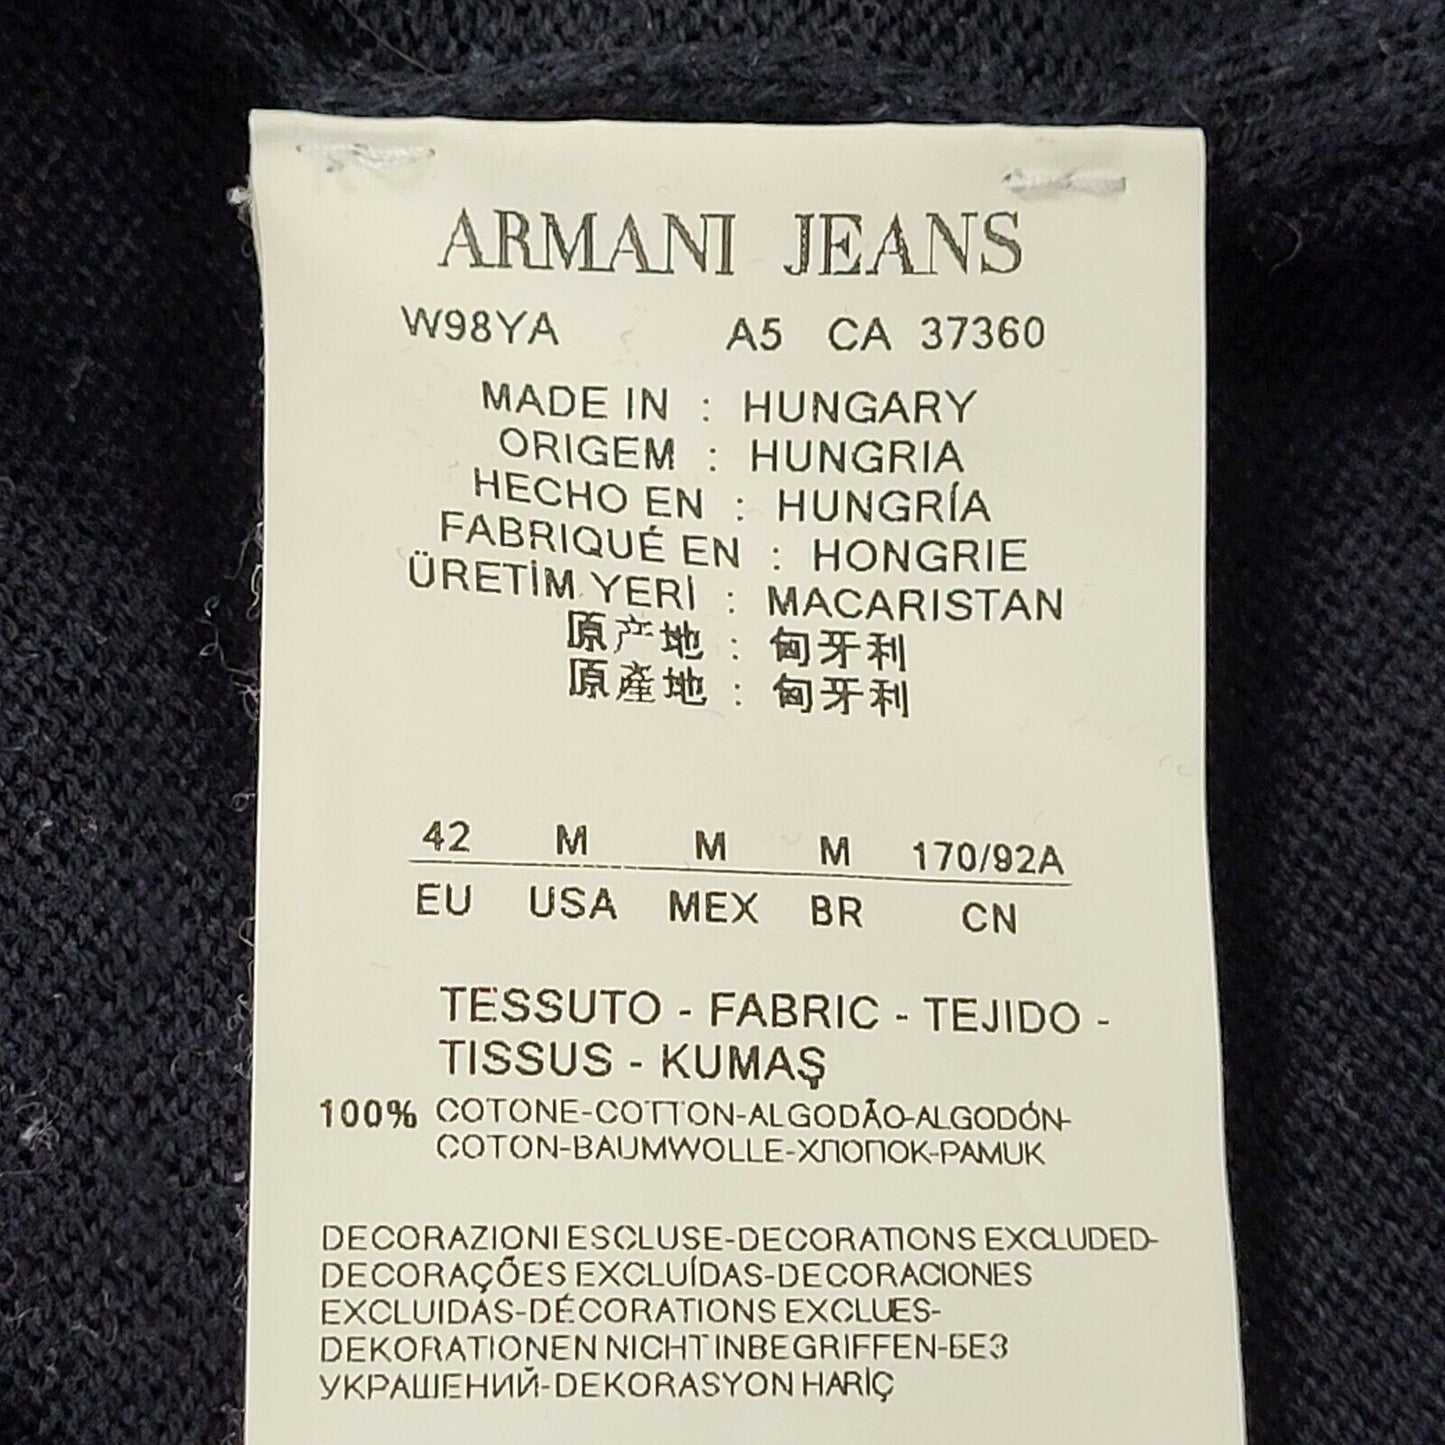 ARMANI JEANS
W98YA A5 CA 37360
MADE IN : HUNGARY
ORIGEM : HUNGRIA
HECHO EN : HUNGRÍA
FABRIQUÉ EN : HONGRIE
ÜRETİM YERİ : MACARISTAN
原产地 : 匈牙利
原產地 : 匈牙利
42 M M M 170/92A
EU USA MEX BR CN
TESSUTO - FABRIC - TEJIDO -
TISSUS - KUMAŞ
100% COTONE-COTTON-ALGODÃO-ALGODÓN-
COTON-BAUMWOLLE-ХЛОПОК-PAMUK
DECORAZIONI ESCLUSE-DECORATIONS EXCLUDED-
DECORAÇÕES EXCLUÍDAS-DECORACIONES
EXCLUIDAS-DÉCORATIONS EXCLUES-
DEKORATIONEN NICHT INBEGRIFFEN-БЕЗ
УКРАШЕНИЙ-DEKORASYON HARİÇ